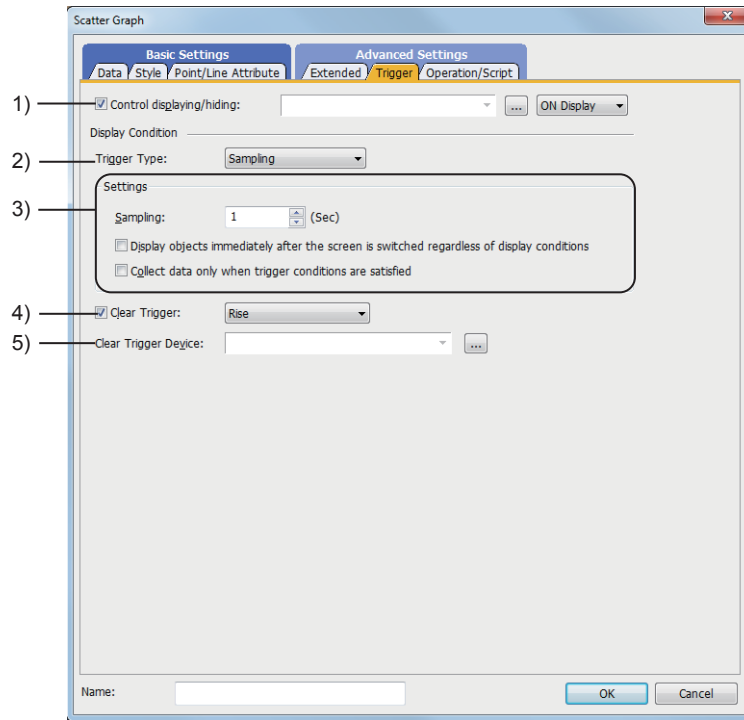 Scatter Graph
x
Basic Settings
Advanced Settings
Data Style Point/Line Attribute Extended Trigger Operation/Script
1) Control displaying/hiding: ... ON Display
Display Condition
2) Trigger Type: Sampling
3) Settings
Sampling: 1 (Sec)
Display objects immediately after the screen is switched regardless of display conditions
Collect data only when trigger conditions are satisfied
4) Clear Trigger: Rise
5) Clear Trigger Device: ...
Name: OK Cancel